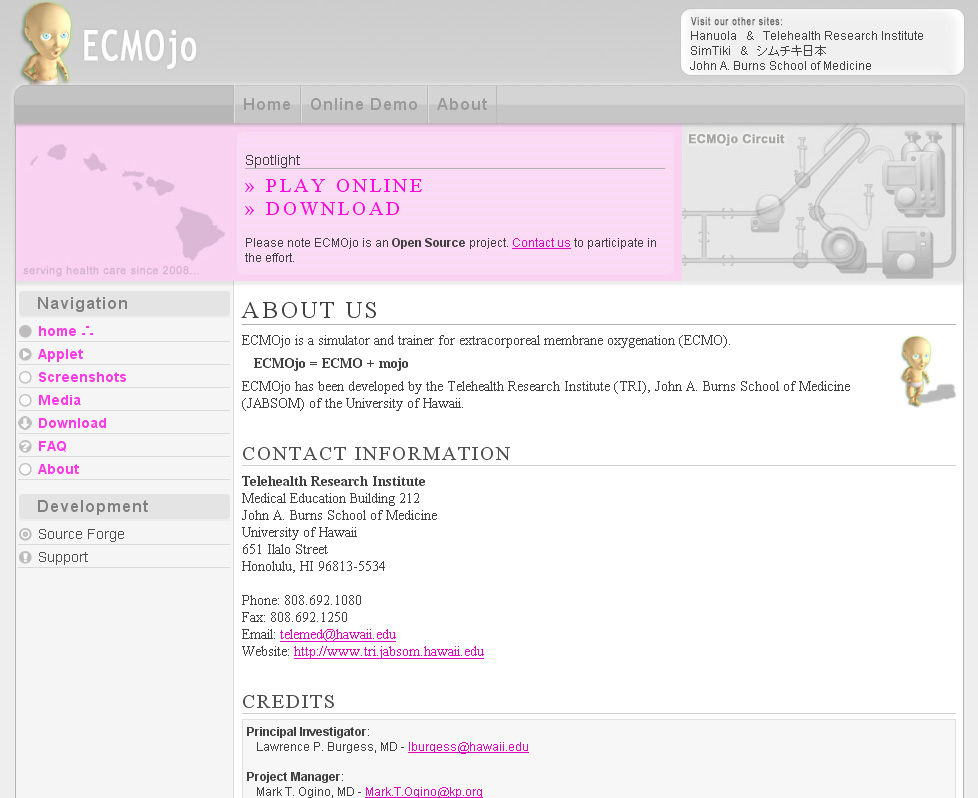 ECMOjo
Visit our other sites:
Hanuola & Telehealth Research Institute
SimTiki & シムチキ日本
John A. Burns School of Medicine
Home Online Demo About
serving health care since 2008...
Spotlight
» PLAY ONLINE
» DOWNLOAD
Please note ECMOjo is an Open Source project. Contact us to participate in
the effort.
ECMOjo Circuit
Navigation
home
Applet
Screenshots
Media
Download
FAQ
About
Development
Source Forge
Support
ABOUT US
ECMOjo is a simulator and trainer for extracorporeal membrane oxygenation (ECMO).
ECMOjo = ECMO + mojo
ECMOjo has been developed by the Telehealth Research Institute (TRI), John A. Burns School of Medicine
(JABSOM) of the University of Hawaii.
CONTACT INFORMATION
Telehealth Research Institute
Medical Education Building 212
John A. Burns School of Medicine
University of Hawaii
651 Ilalo Street
Honolulu, HI 96813-5534
Phone: 808.692.1080
Fax: 808.692.1250
Email: telemed@hawaii.edu
Website: http://www.tri.jabsom.hawaii.edu
CREDITS
Principal Investigator:
Lawrence P. Burgess, MD - lburgess@hawaii.edu
Project Manager:
Mark T. Ogino, MD - Mark.T.Ogino@kp.org